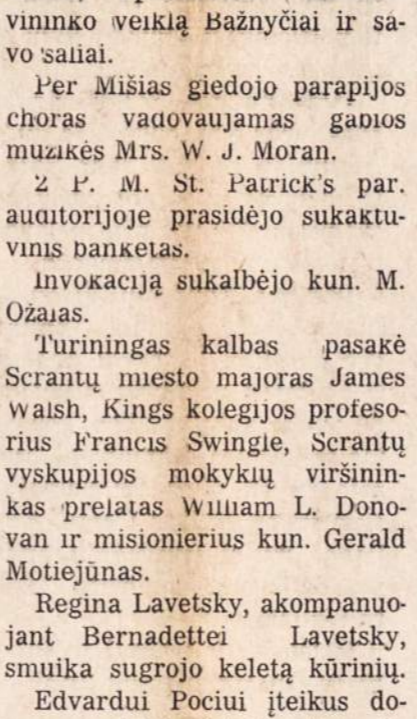 vininko veiklą Bažnyčiai ir sa-
vo šaliai.
Per Mišias giedojo parapijos
choras vadovaujamas gabios
muzikės Mrs. W. J. Moran.
2 P. M. St. Patrick's par.
auditorijoje prasidėjo sukaktu-
vinis banketas.
Invokaciją sukalbėjo kun. M.
Ožalas.
Turiningas kalbas pasakė
Scrantų miesto majoras James
Walsh, Kings kolegijos profeso-
rius Francis Swingle, Scrantų
vyskupijos mokyklų viršinin-
kas prelatas William L. Dono-
van ir misionierius kun. Gerald
Motiejūnas.
Regina Lavetsky, akompanuo-
jant Bernadettei Lavetsky,
smuika sugrojo keletą kūrinių.
Edvardui Pociui įteikus do-